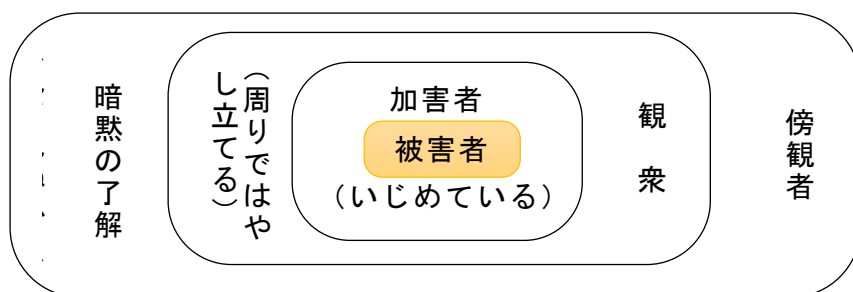 暗黙の了解
(周りではや
し立てる)
加害者
被害者
(いじめている)
観衆
傍観者